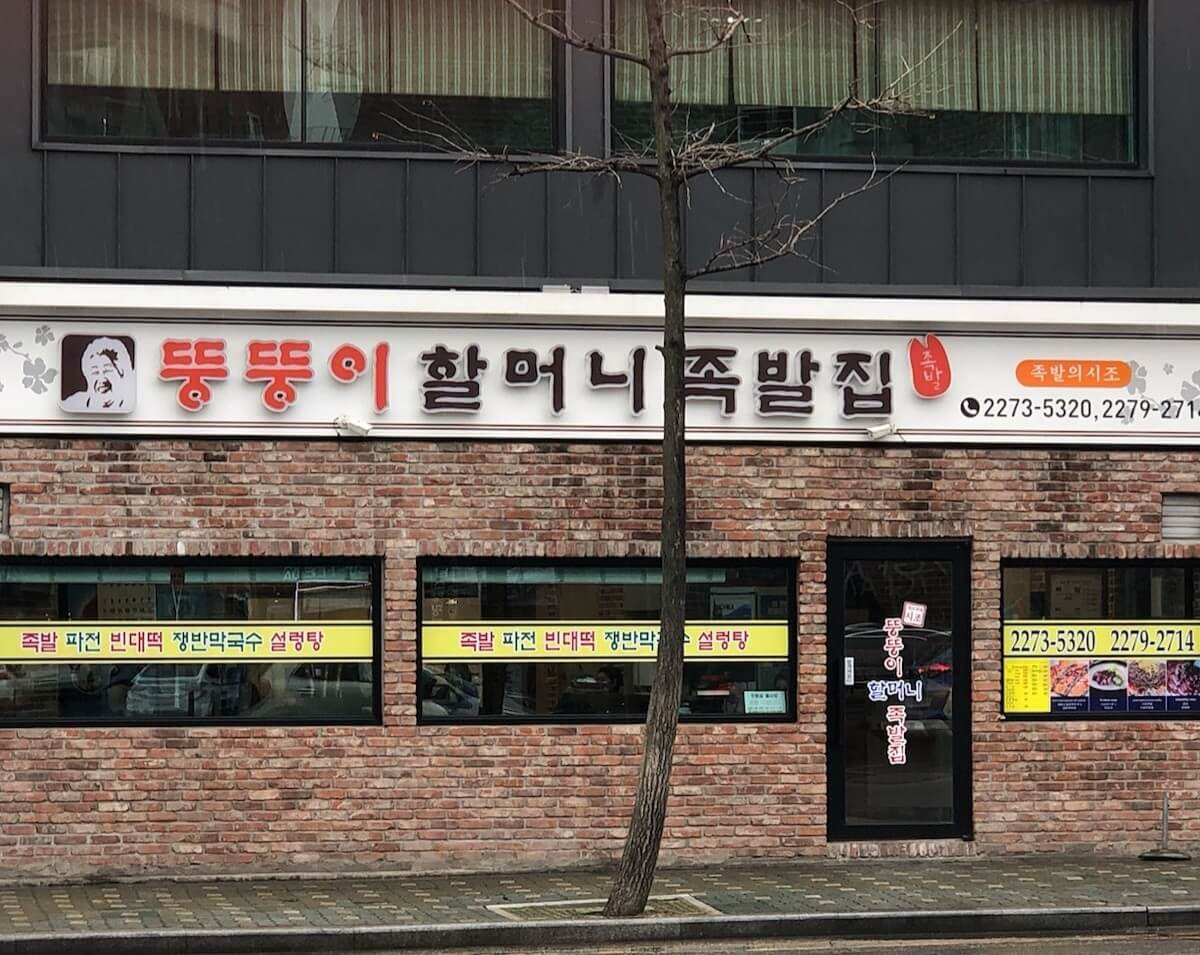 뚱뚱이할머니족발집
족발
족발의시조
2273-5320, 2279-2714
족발 파전 빈대떡 쟁반막국수 설렁탕
족발 파전 빈대떡 쟁반막국수 설렁탕
시조
뚱뚱이
할머니
족발집
2273-5320 2279-2714